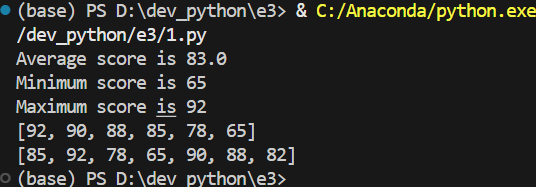 (base) PS D:\dev_python\e3> & C:/Anaconda/python.exe
/dev_python/e3/1.py
Average score is 83.0
Minimum score is 65
Maximum score is 92
[92, 90, 88, 85, 78, 65]
[85, 92, 78, 65, 90, 88, 82]
(base) PS D:\dev_python\e3>